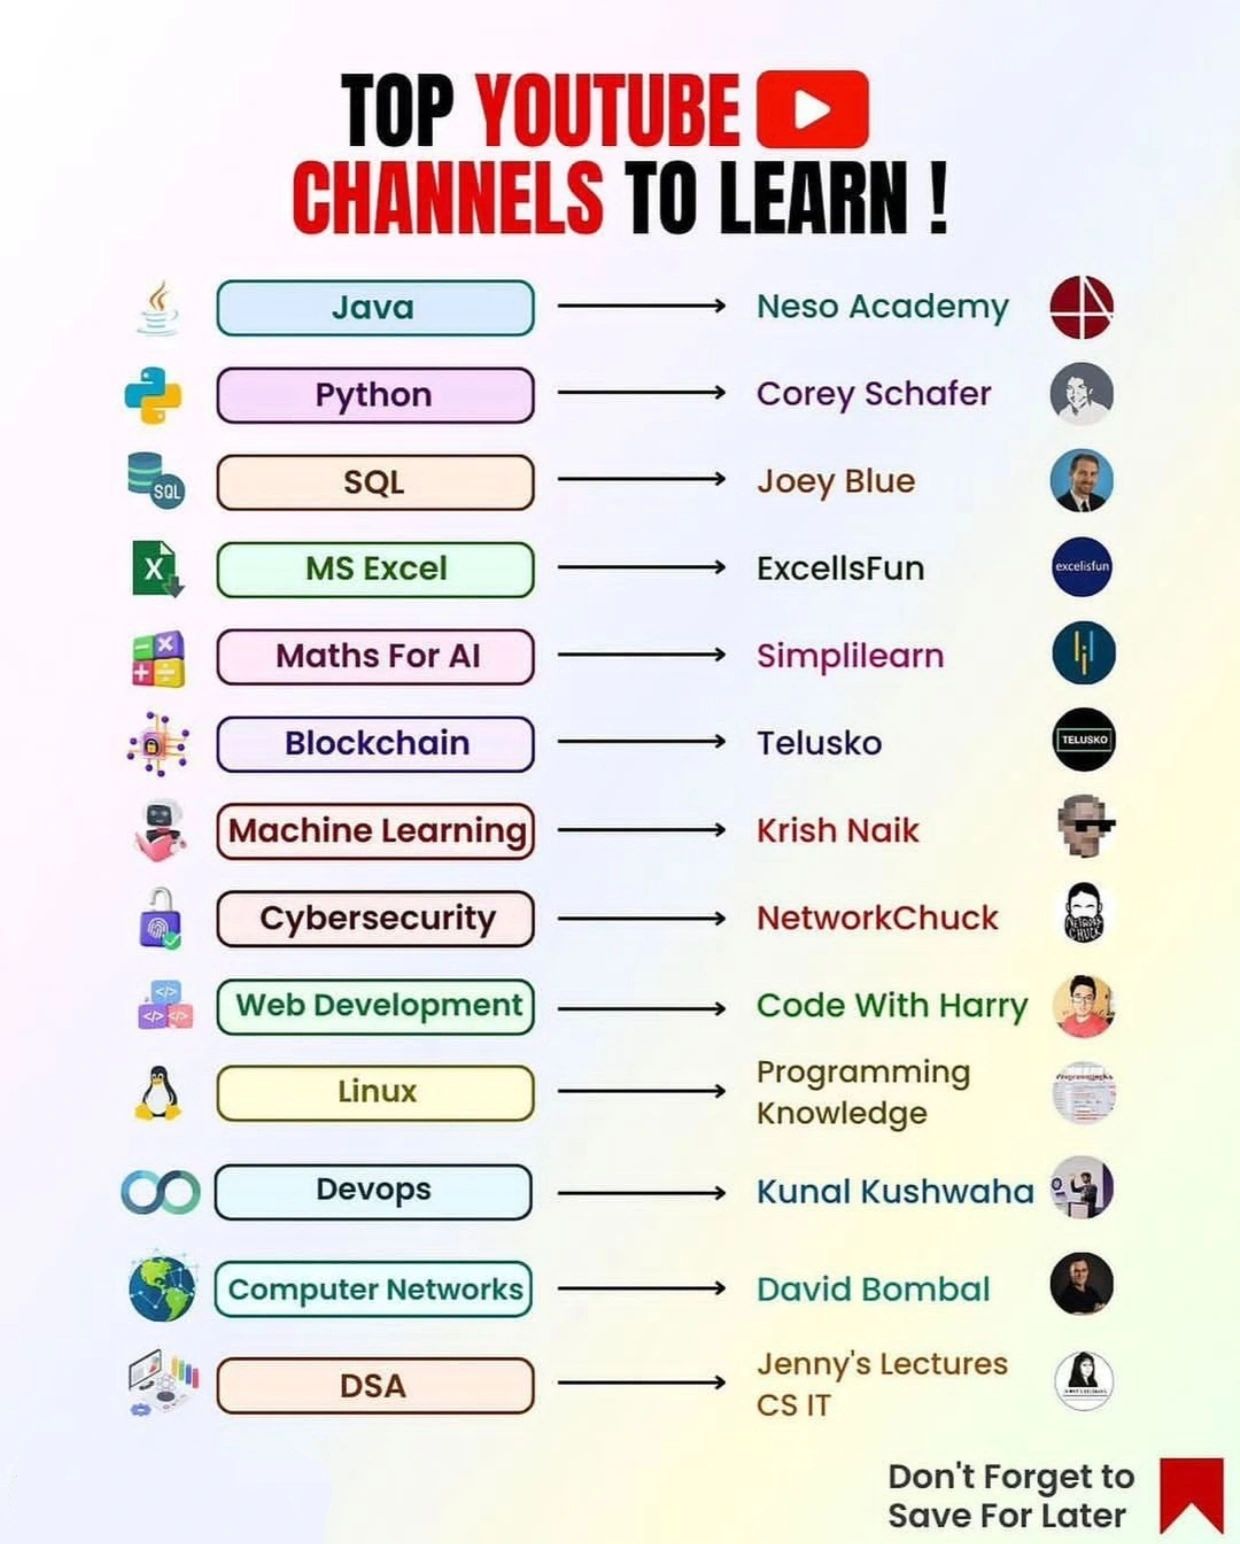 TOP YOUTUBE
CHANNELS TO LEARN !
Java Neso Academy
Python Corey Schafer
SQL SQL Joey Blue
X MS Excel ExcelIsFun excelisfun
Maths For AI Simplilearn
Blockchain Telusko TELUSKO
Machine Learning Krish Naik
Cybersecurity NetworkChuck NETWORK CHUCK
</> </> </> Web Development Code With Harry
Linux Programming
Knowledge
Devops Kunal Kushwaha
Computer Networks David Bombal
DSA Jenny's Lectures
CS IT
Don't Forget to
Save For Later